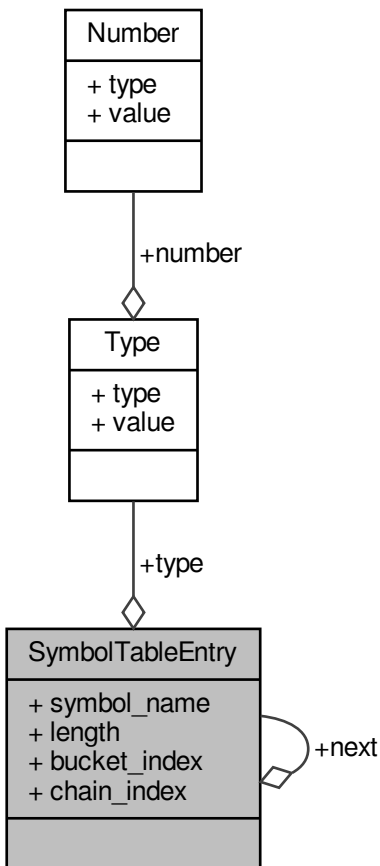 Number
+ type
+ value
+number
Type
+ type
+ value
+type
SymbolTableEntry
+ symbol_name
+ length
+ bucket_index
+ chain_index
+next